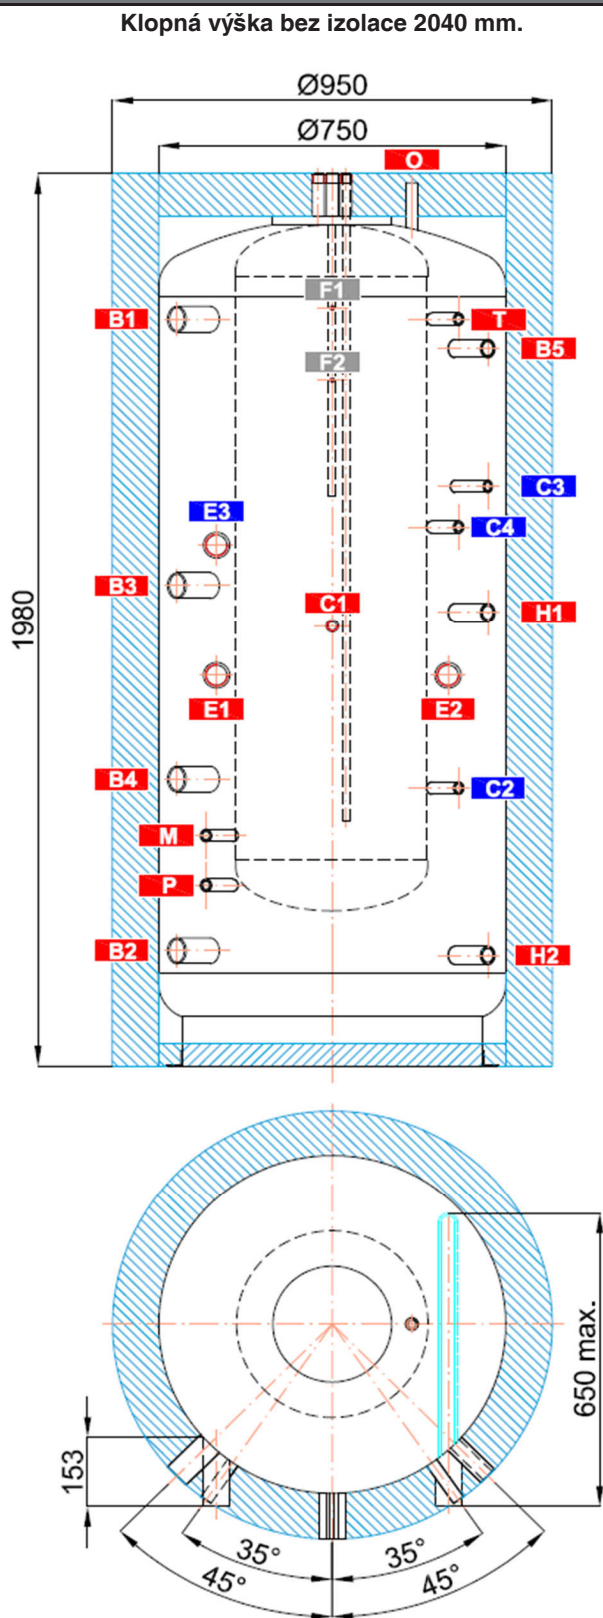 Klopná výška bez izolace 2040 mm.
Ø950
Ø750
O
F1
B1
T
B5
F2
C3
E3
C4
B3
C1
H1
1980
E1
E2
B4
C2
M
P
B2
H2
650 max.
153
35°
35°
45°
45°